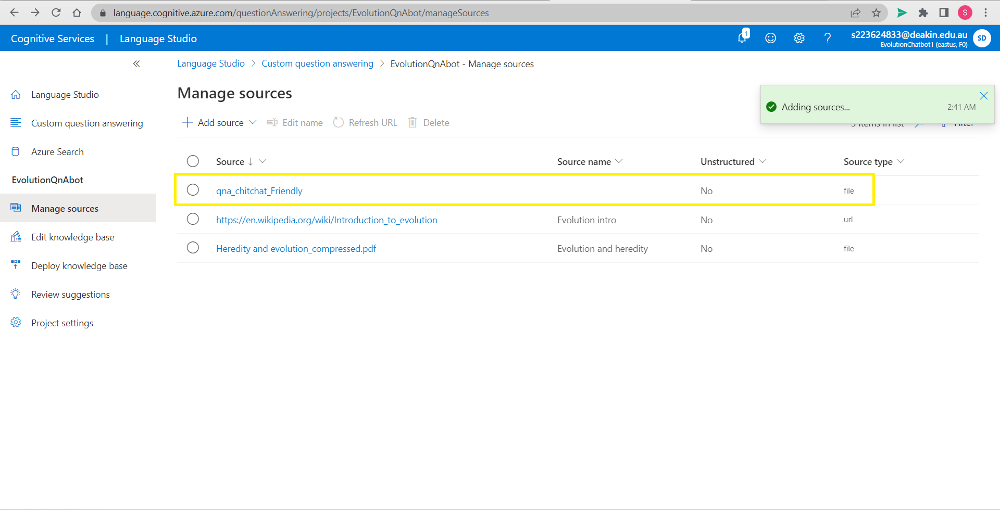 language.cognitive.azure.com/questionAnswering/projects/EvolutionQnAbot/manageSources
S
Cognitive Services | Language Studio
1
s223624833@deakin.edu.au
EvolutionChatbot1 (eastus, F0)
SD
Language Studio > Custom question answering > EvolutionQnAbot - Manage sources
Manage sources
Adding sources... 2:41 AM
Add source Edit name Refresh URL Delete
items in list Filter
Source ↓ Source name Unstructured Source type
qna_chitchat_Friendly No file
https://en.wikipedia.org/wiki/Introduction_to_evolution Evolution intro No url
Heredity and evolution_compressed.pdf Evolution and heredity No file
Language Studio
Custom question answering
Azure Search
EvolutionQnAbot
Manage sources
Edit knowledge base
Deploy knowledge base
Review suggestions
Project settings